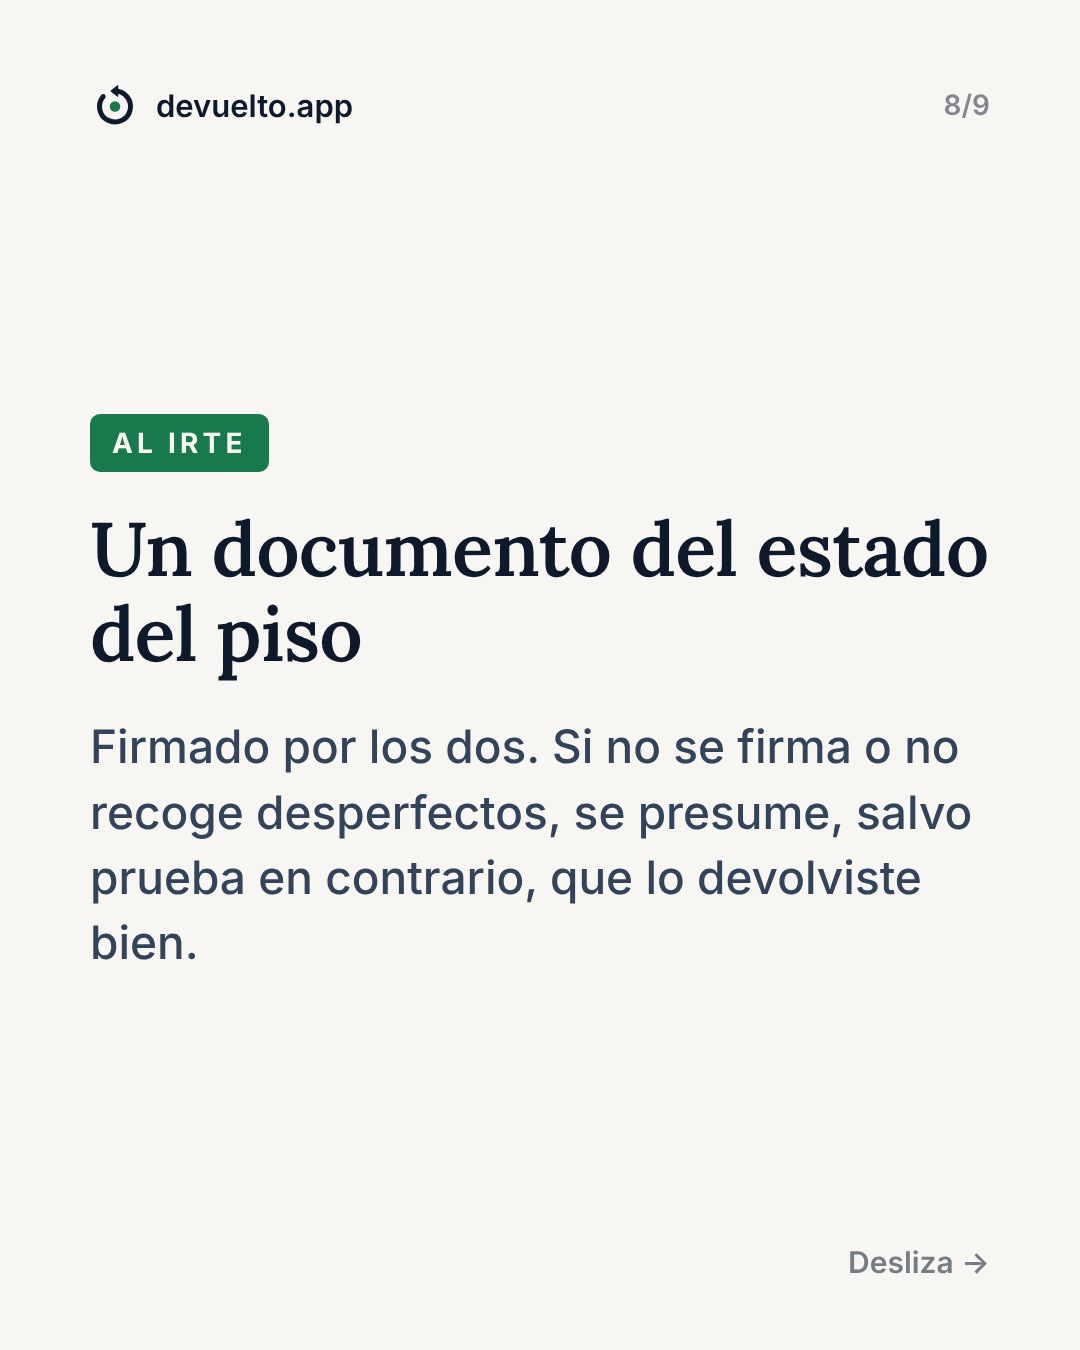 devuelto.app
8/9
AL IRTE
Un documento del estado
del piso
Firmado por los dos. Si no se firma o no
recoge desperfectos, se presume, salvo
prueba en contrario, que lo devolviste
bien.
Desliza →